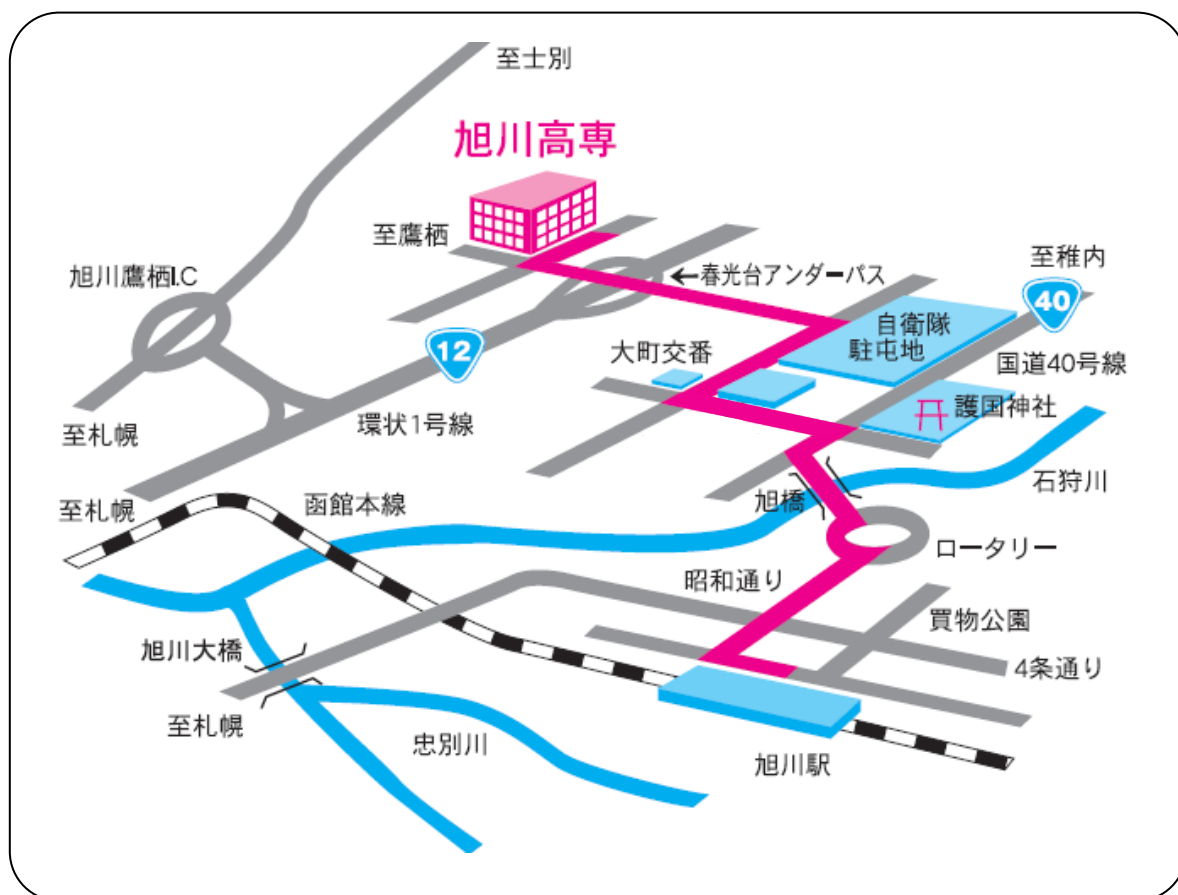 至士別
旭川高専
至鷹栖
旭川鷹栖I.C
←春光台アンダーパス
至稚内
40
自衛隊
駐屯地
12
大町交番
国道40号線
環状1号線
護国神社
至札幌
至札幌
函館本線
旭橋
石狩川
ロータリー
昭和通り
買物公園
旭川大橋
4条通り
至札幌
忠別川
旭川駅